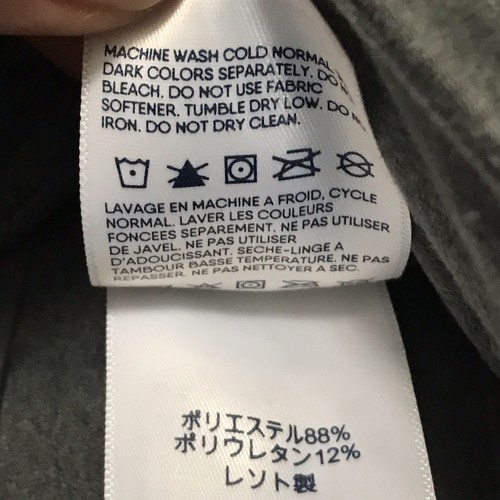 MACHINE WASH COLD NORMAL
DARK COLORS SEPARATELY. DO
BLEACH. DO NOT USE FABRIC
SOFTENER. TUMBLE DRY LOW. DO
IRON. DO NOT DRY CLEAN.
LAVAGE EN MACHINE A FROID, CYCLE
NORMAL. LAVER LES COULEURS
FONCEES SEPAREMENT. NE PAS UTILISER
DE JAVEL. NE PAS UTILISER
D'ADOUCISSANT. SECHE-LINGE A
TAMBOUR BASSE TEMPERATURE. NE PAS
REPASSER. NE PAS NETTOYER A SEC.
ポリエステル88%
ポリウレタン12%
レソト製